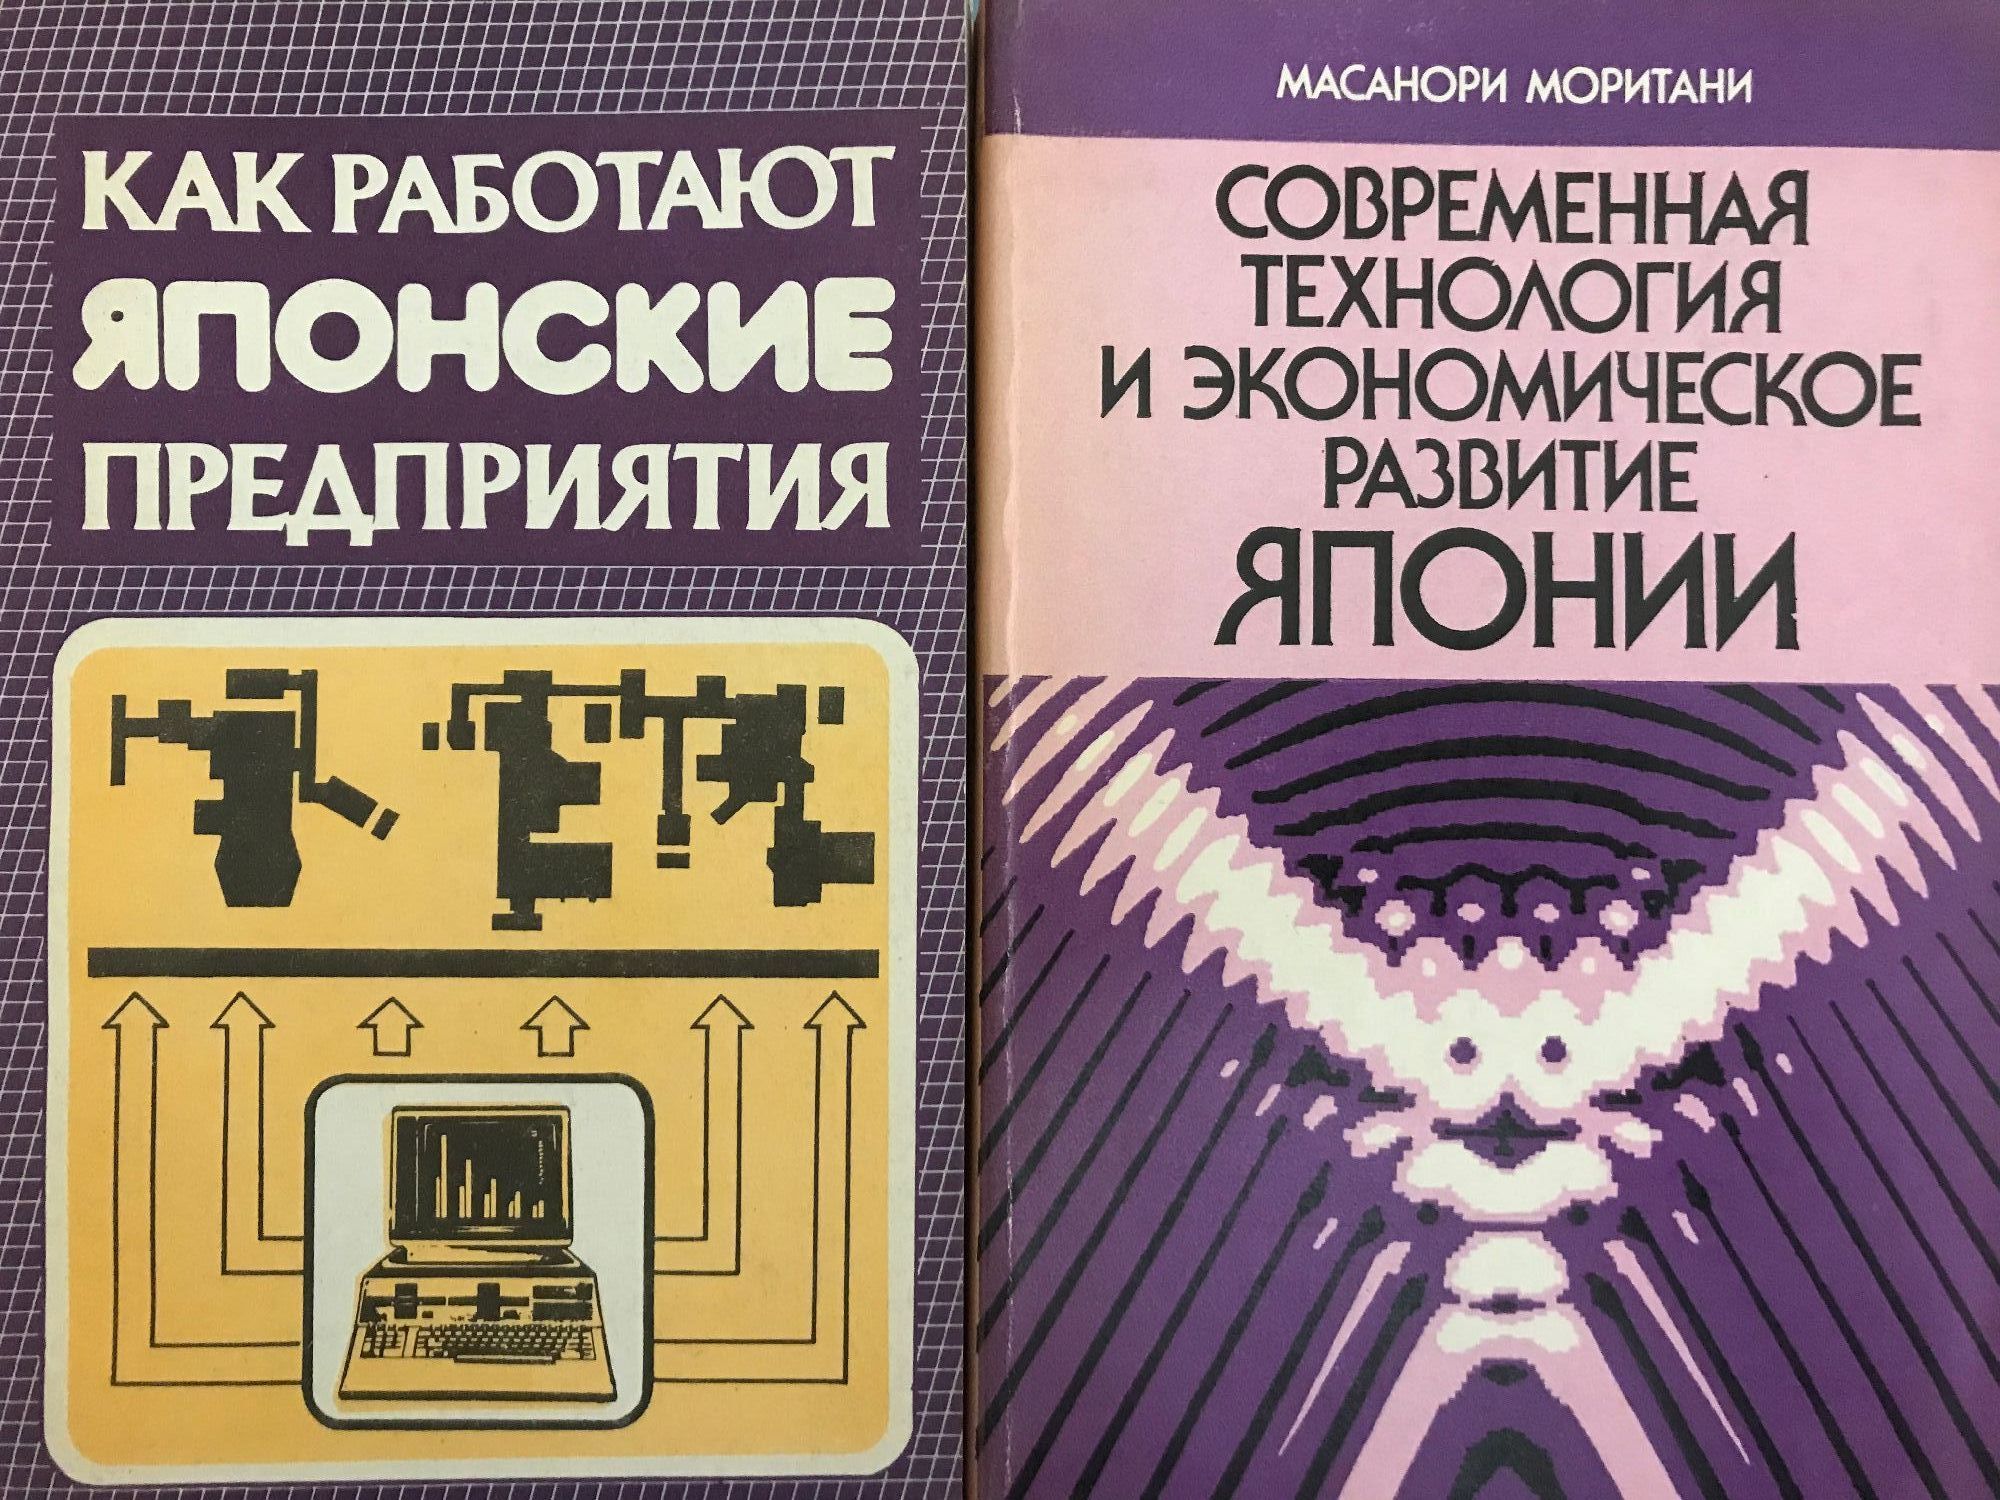 КАК РАБОТАЮТ
ЯПОНСКИЕ
ПРЕДПРИЯТИЯ
МАСАНОРИ МОРИТАНИ
СОВРЕМЕННАЯ
ТЕХНОЛОГИЯ
И ЭКОНОМИЧЕСКОЕ
РАЗВИТИЕ
ЯПОНИИ